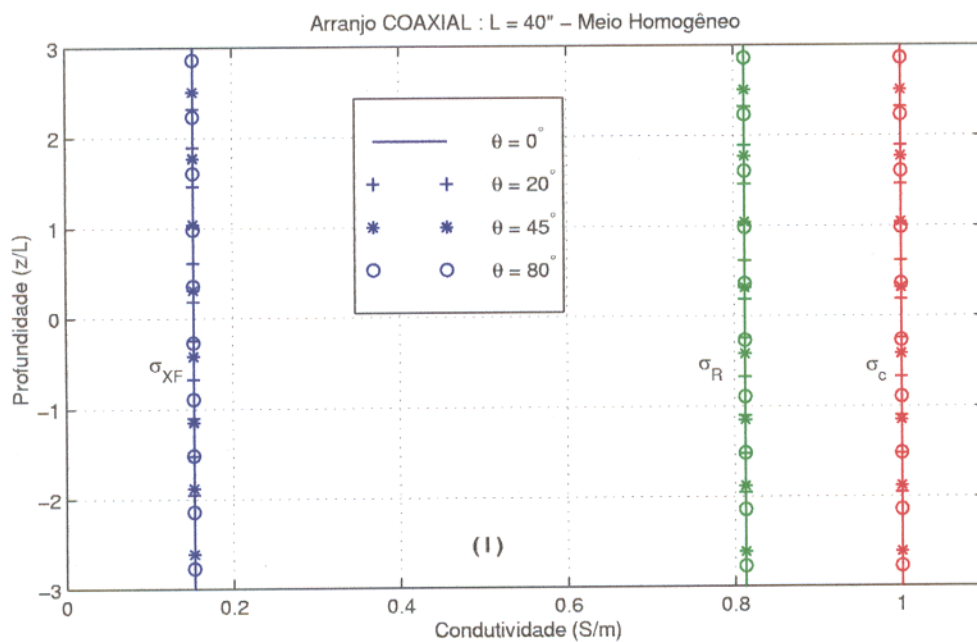 Arranjo COAXIAL : L = 40" – Meio Homogêneo
Profundidade (z/L)
3
2
1
0
−1
−2
−3
θ = 0°
θ = 20°
θ = 45°
θ = 80°
σXF
σR
σc
(I)
0
0.2
0.4
0.6
0.8
1
Condutividade (S/m)